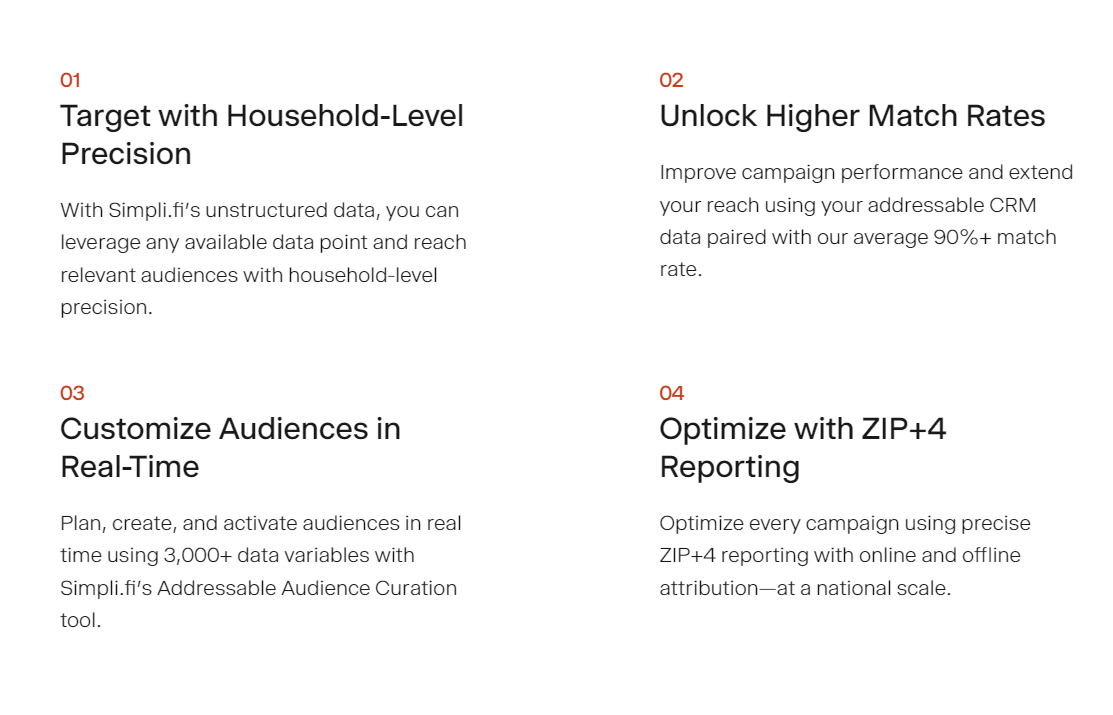 01
Target with Household-Level
Precision
With Simpli.fi’s unstructured data, you can
leverage any available data point and reach
relevant audiences with household-level
precision.
02
Unlock Higher Match Rates
Improve campaign performance and extend
your reach using your addressable CRM
data paired with our average 90%+ match
rate.
03
Customize Audiences in
Real-Time
Plan, create, and activate audiences in real
time using 3,000+ data variables with
Simpli.fi’s Addressable Audience Curation
tool.
04
Optimize with ZIP+4
Reporting
Optimize every campaign using precise
ZIP+4 reporting with online and offline
attribution—at a national scale.